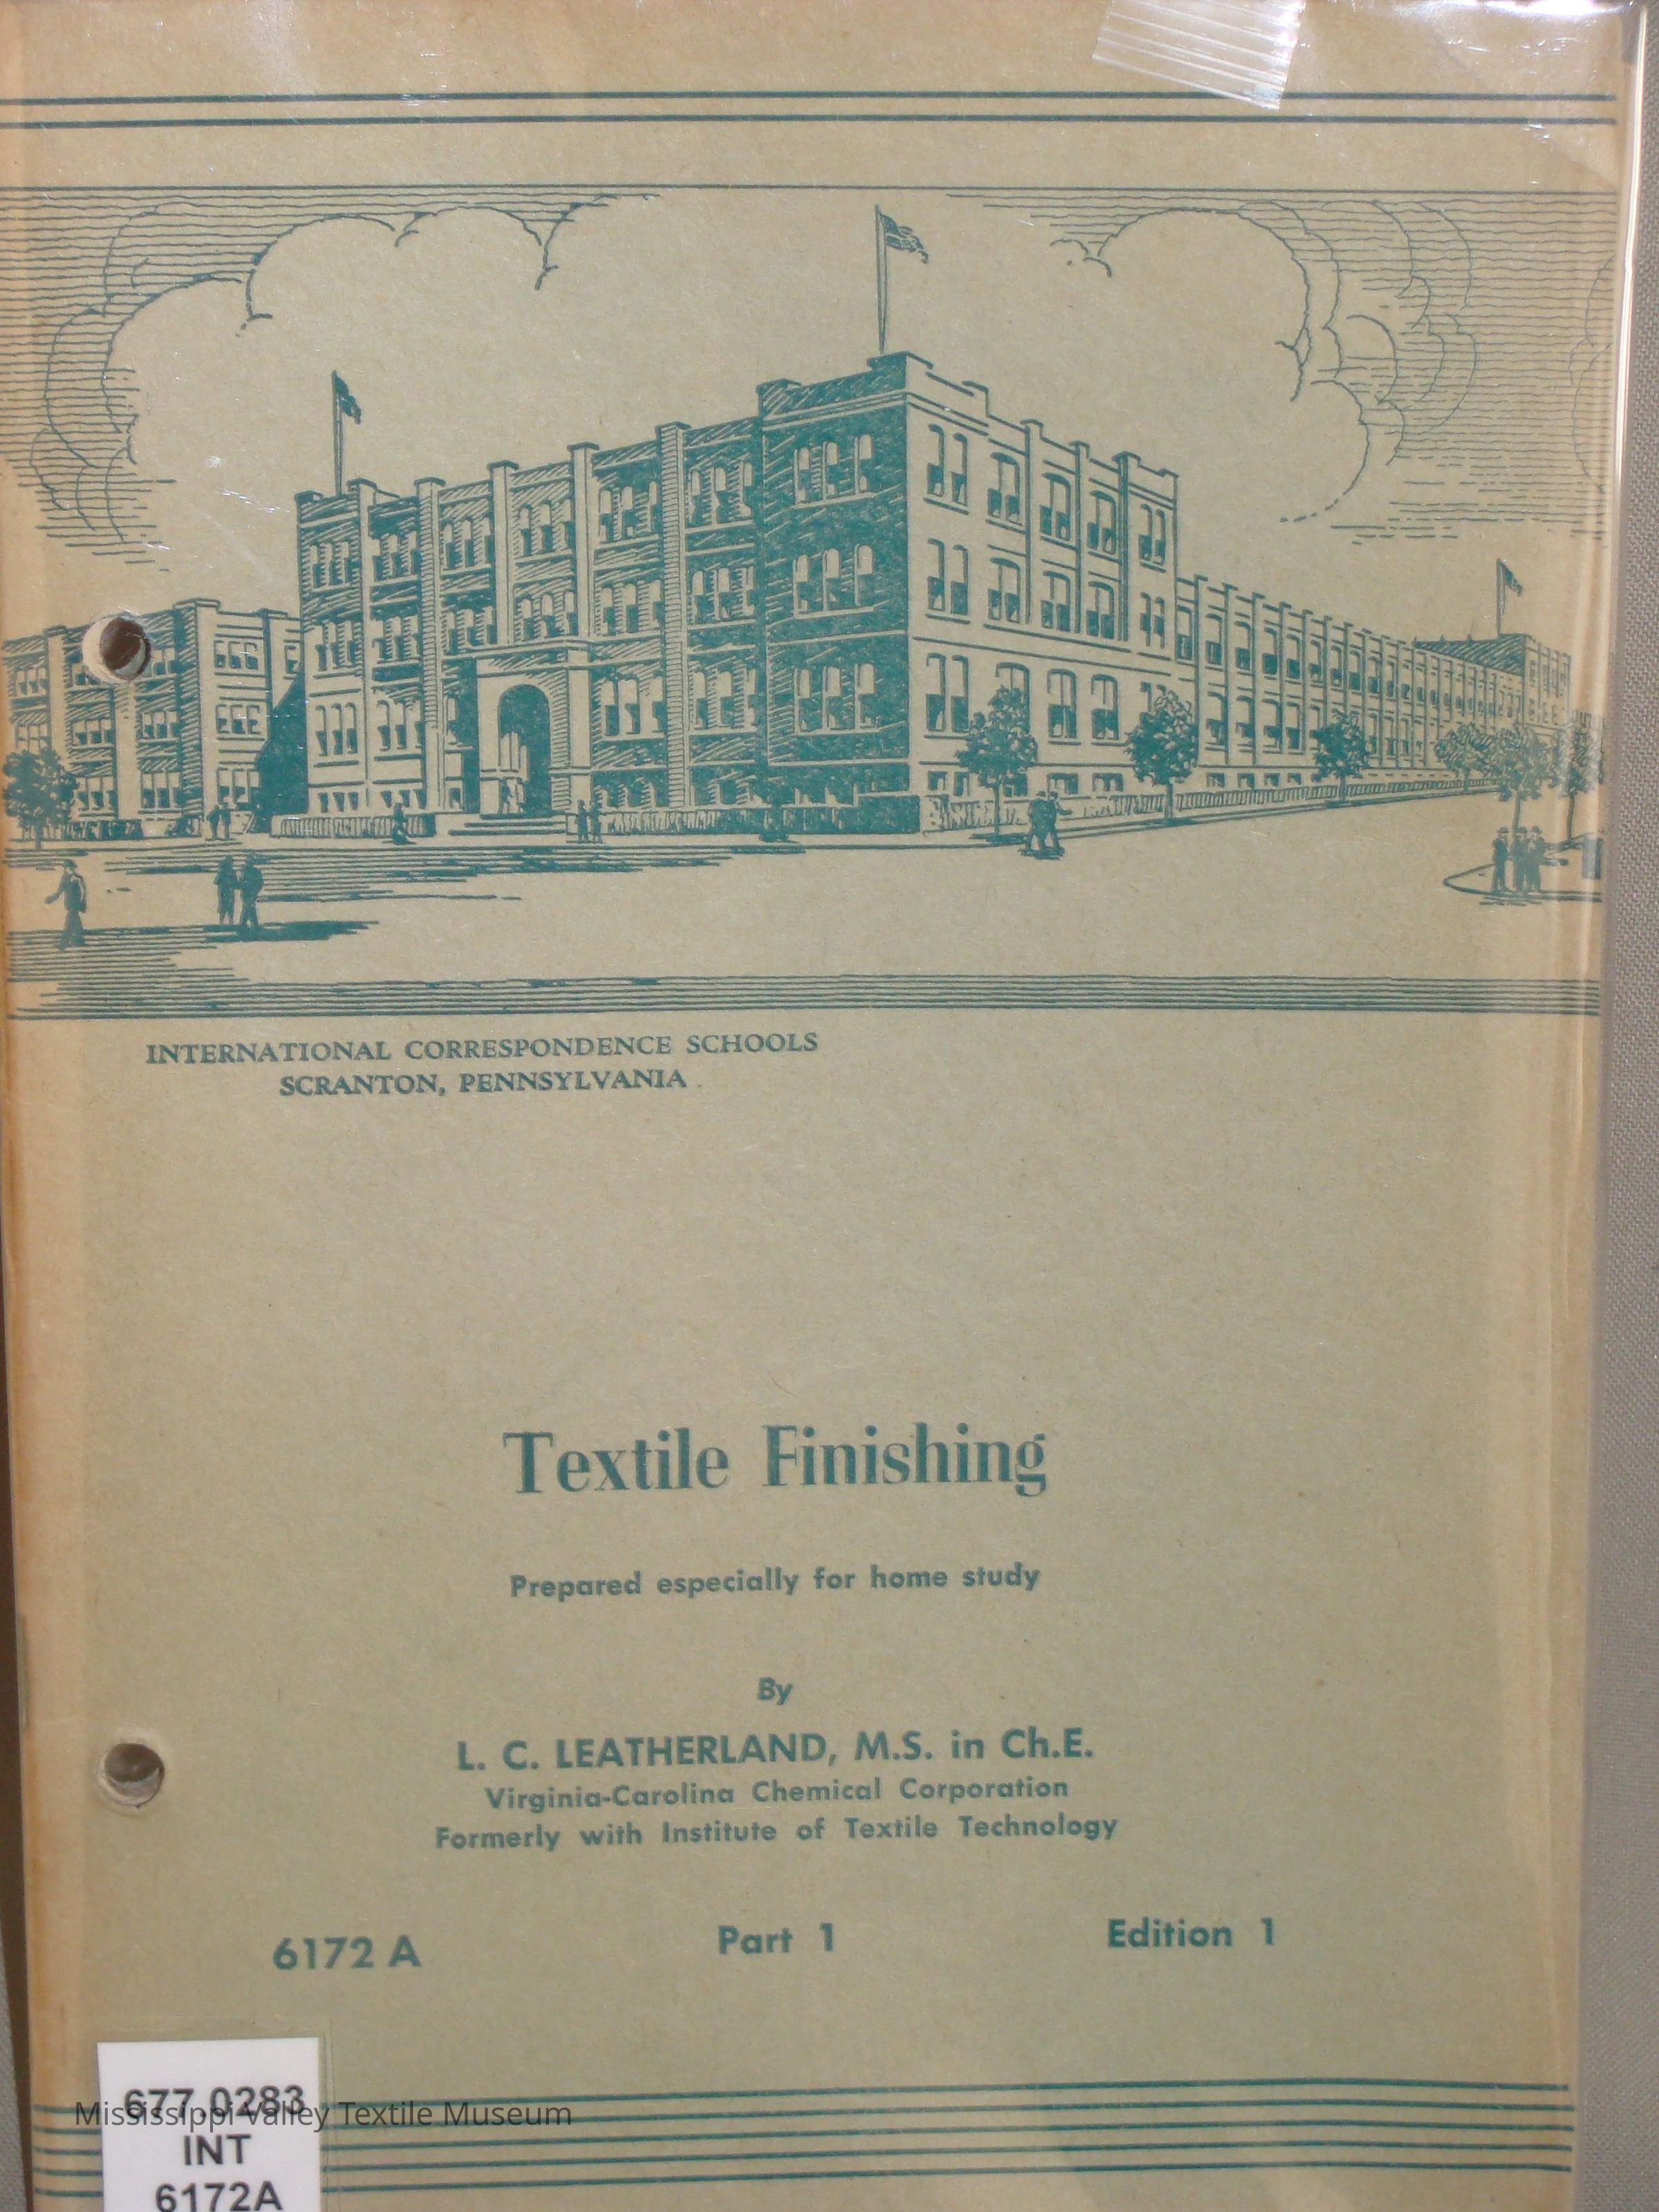 INTERNATIONAL CORRESPONDENCE SCHOOLS
SCRANTON, PENNSYLVANIA
Textile Finishing
Prepared especially for home study
By
L. C. LEATHERLAND, M.S. in Ch.E.
Virginia-Carolina Chemical Corporation
Formerly with Institute of Textile Technology
6172 A Part 1 Edition 1
677.0283
Mississippi Valley Textile Museum
INT
6172A